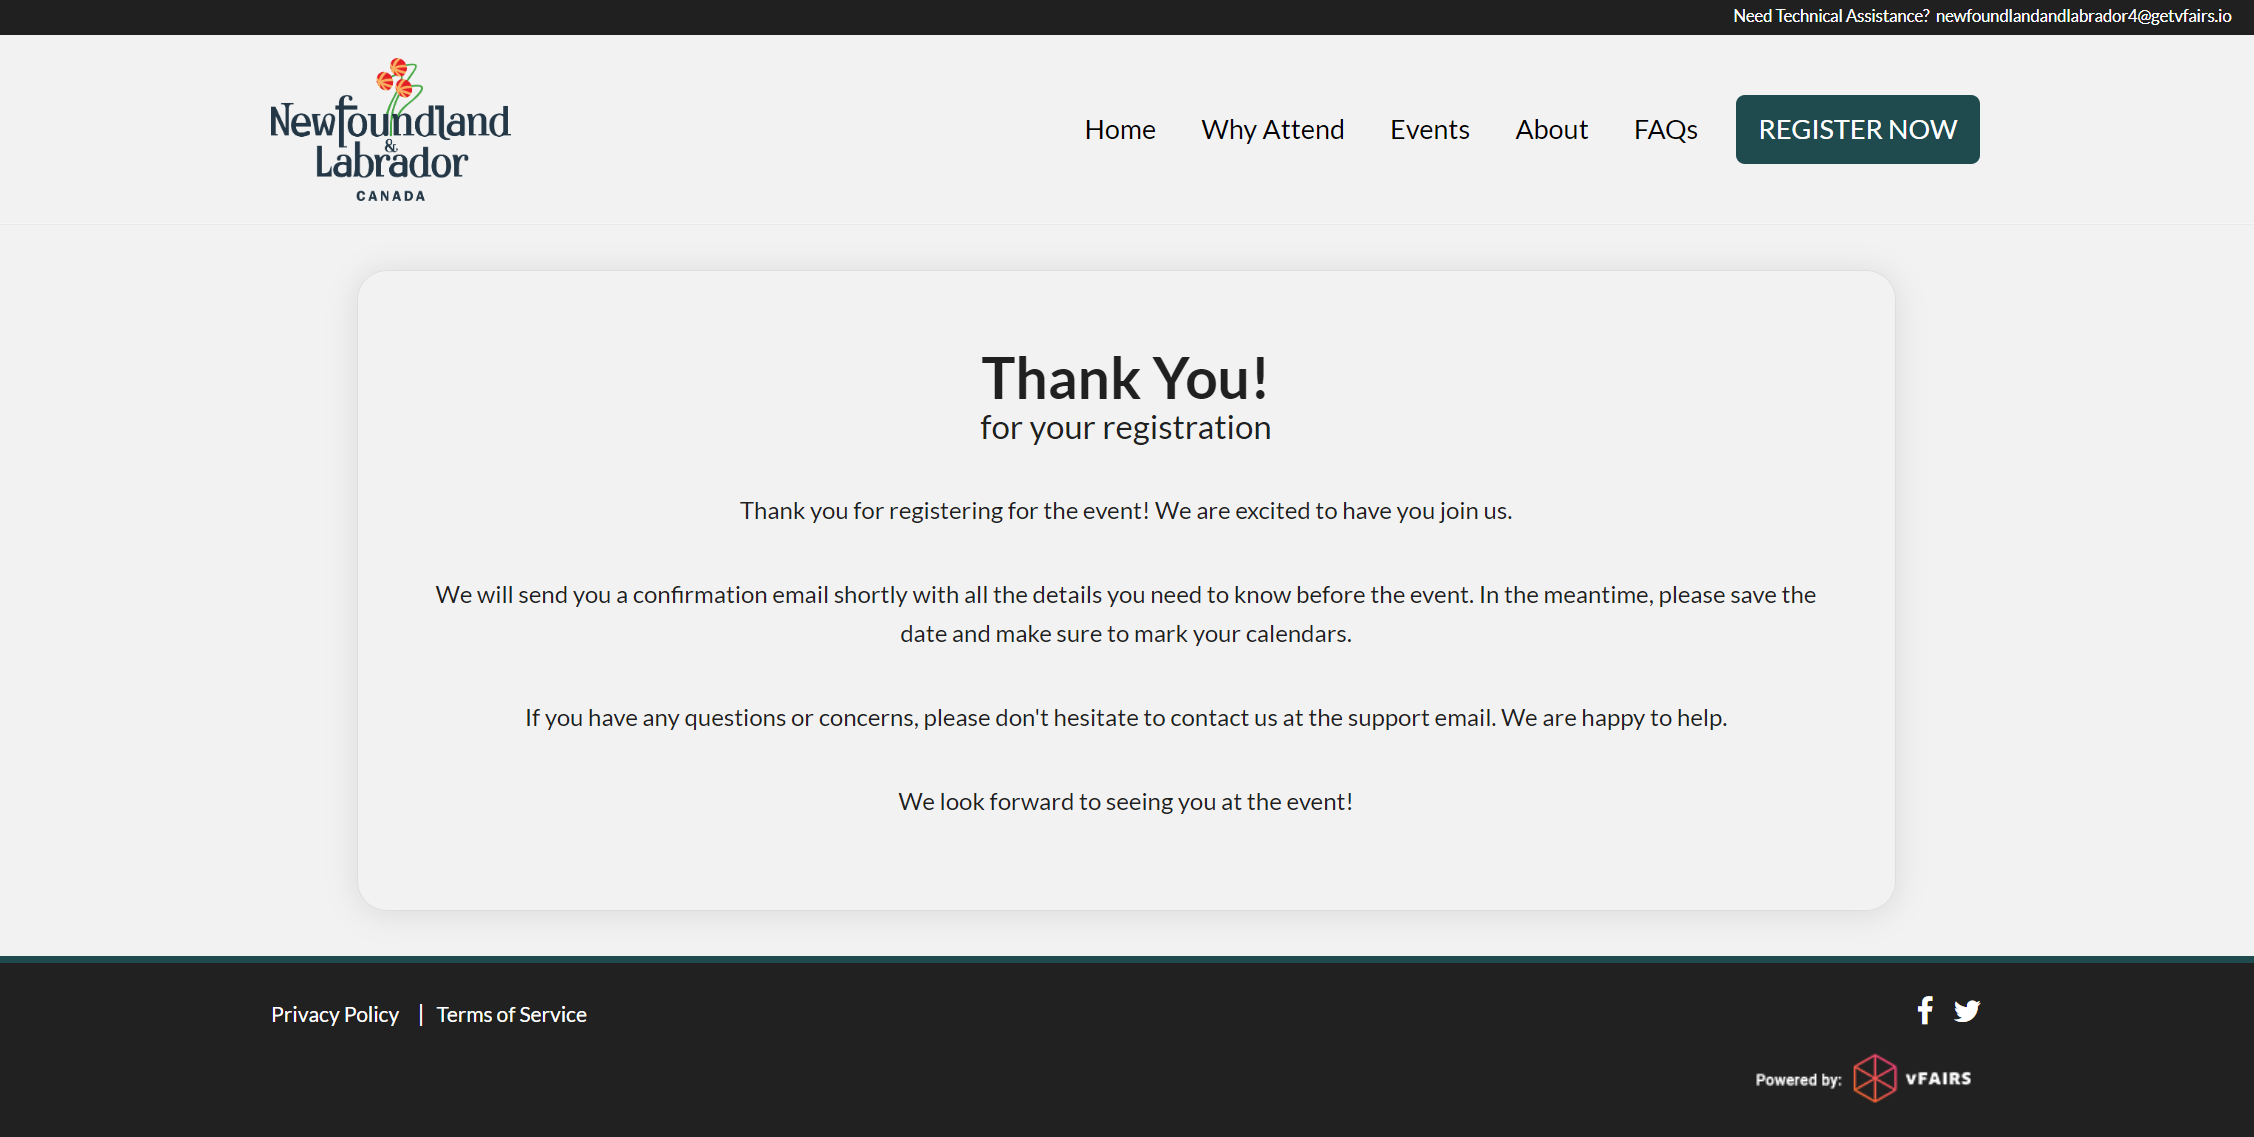 Need Technical Assistance? newfoundlandandlabrador4@getvfairs.io
Newfoundland
&
Labrador
CANADA
Home Why Attend Events About FAQs REGISTER NOW
Thank You!
for your registration
Thank you for registering for the event! We are excited to have you join us.
We will send you a confirmation email shortly with all the details you need to know before the event. In the meantime, please save the
date and make sure to mark your calendars.
If you have any questions or concerns, please don't hesitate to contact us at the support email. We are happy to help.
We look forward to seeing you at the event!
Privacy Policy | Terms of Service
Powered by: vFAIRS